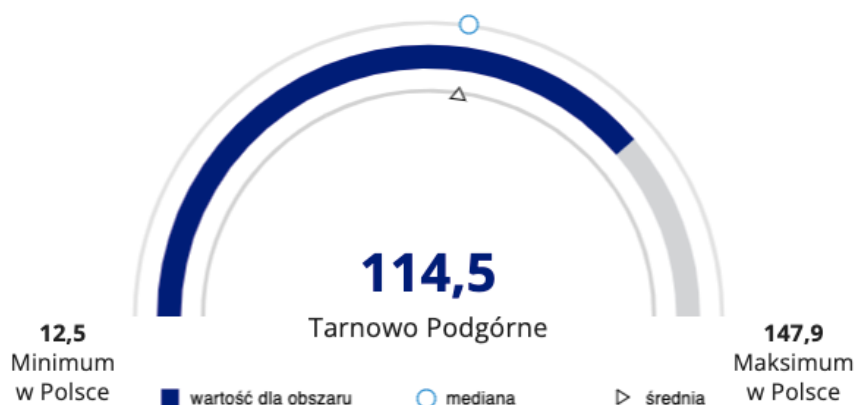 114,5
Tarnowo Podgórne
12,5
Minimum
w Polsce
147,9
Maksimum
w Polsce
wartość dla obszaru
mediana
średnia